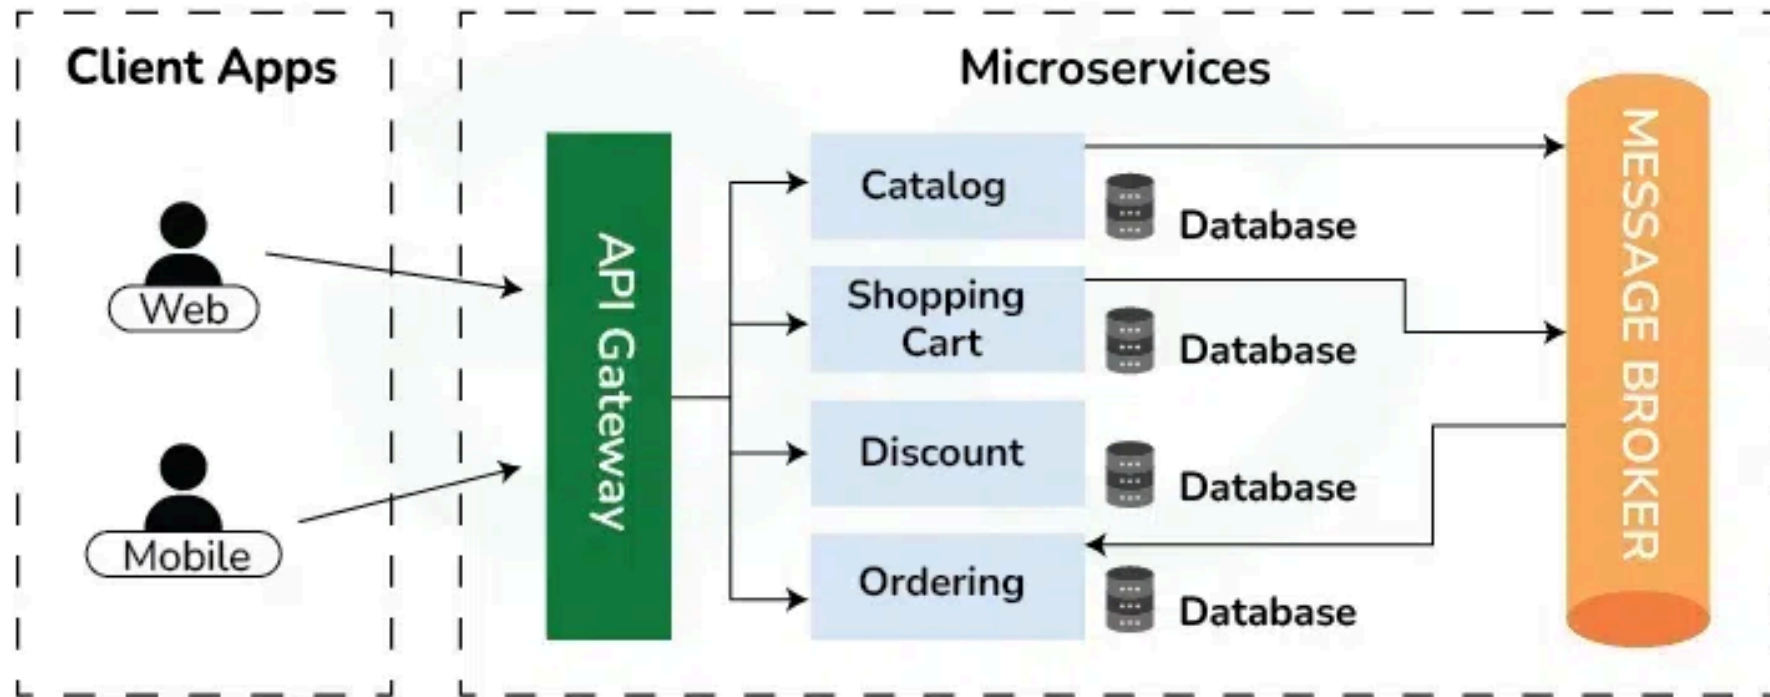 Client Apps
Microservices
Web
Mobile
API Gateway
Catalog
Database
Shopping
Cart
Database
Discount
Database
Ordering
Database
MESSAGE BROKER